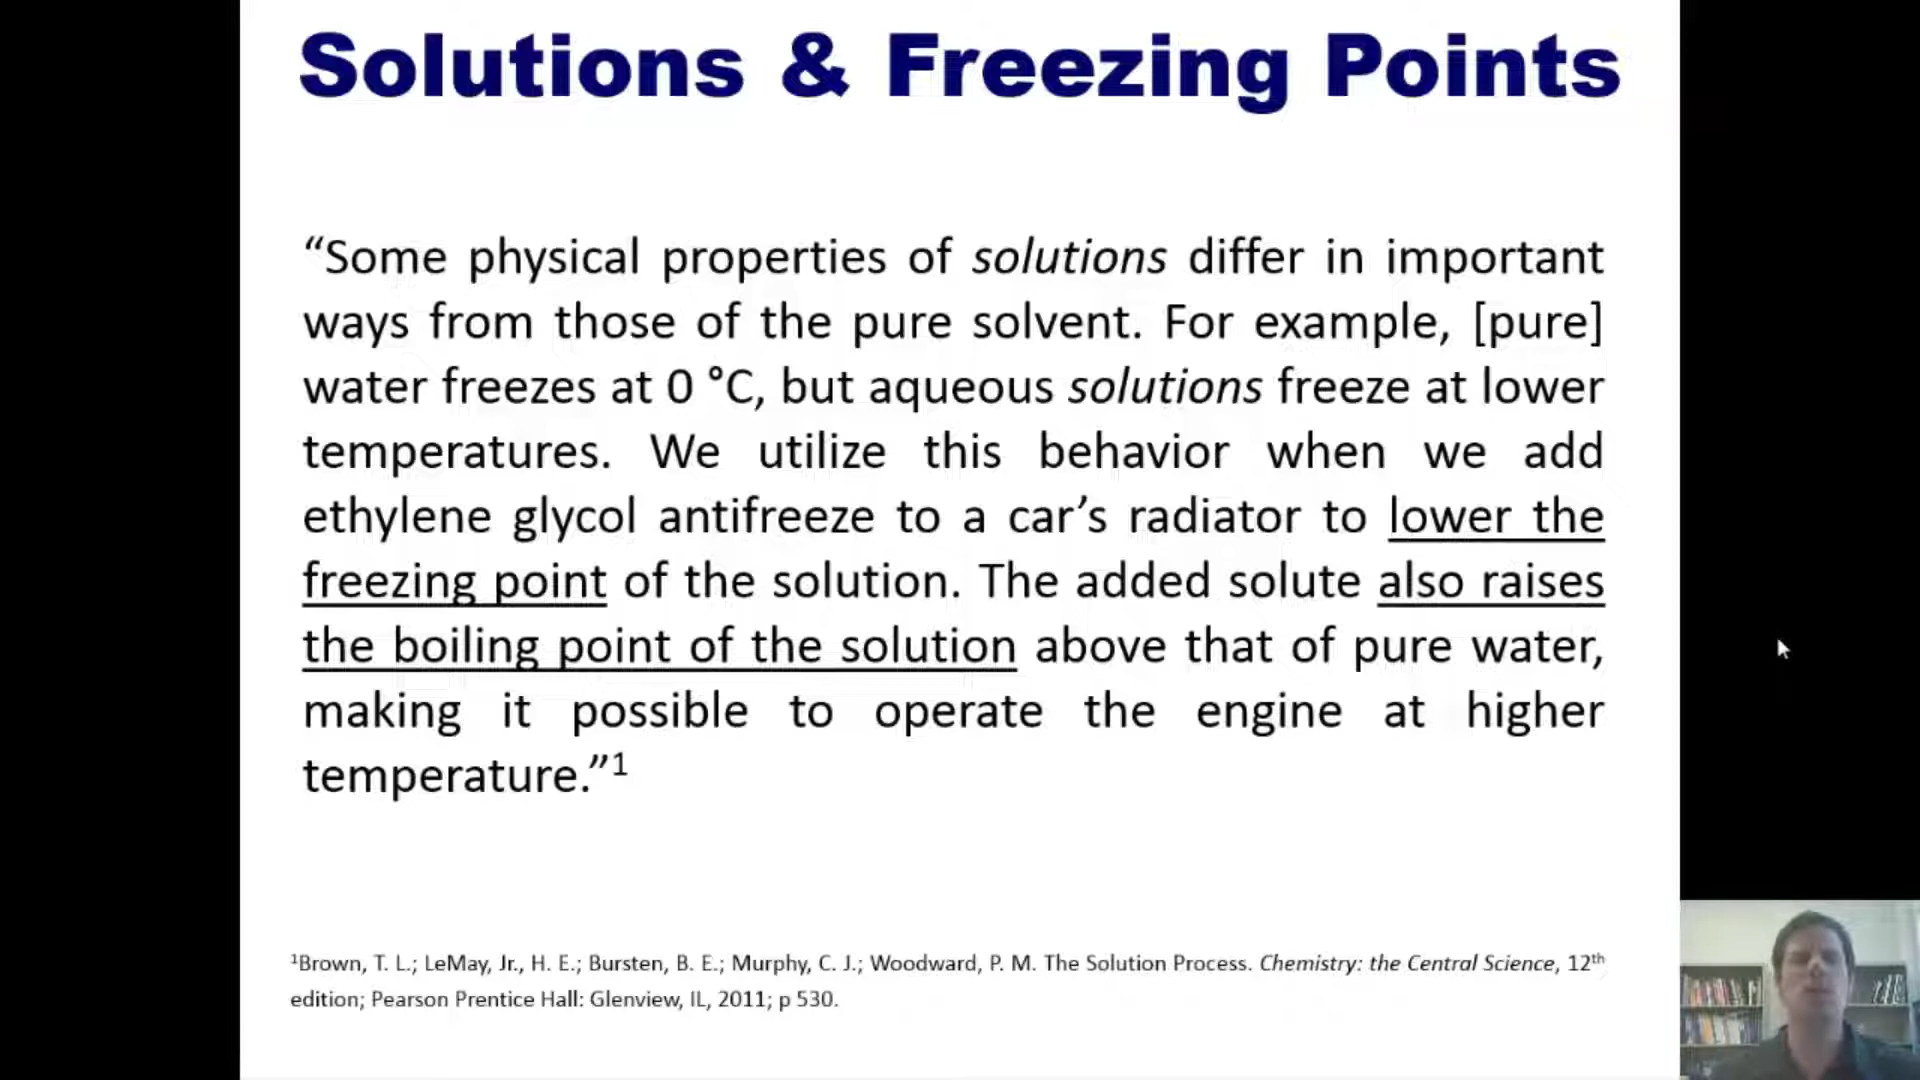 Solutions & Freezing Points
“Some physical properties of solutions differ in important
ways from those of the pure solvent. For example, [pure]
water freezes at 0 °C, but aqueous solutions freeze at lower
temperatures. We utilize this behavior when we add
ethylene glycol antifreeze to a car’s radiator to lower the
freezing point of the solution. The added solute also raises
the boiling point of the solution above that of pure water,
making it possible to operate the engine at higher
temperature.”¹
¹Brown, T. L.; LeMay, Jr., H. E.; Bursten, B. E.; Murphy, C. J.; Woodward, P. M. The Solution Process. Chemistry: the Central Science, 12th
edition; Pearson Prentice Hall: Glenview, IL, 2011; p 530.